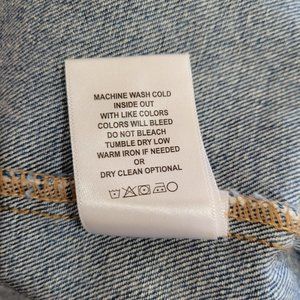 MACHINE WASH COLD
INSIDE OUT
WITH LIKE COLORS
COLORS WILL BLEED
DO NOT BLEACH
TUMBLE DRY LOW
WARM IRON IF NEEDED
OR
DRY CLEAN OPTIONAL